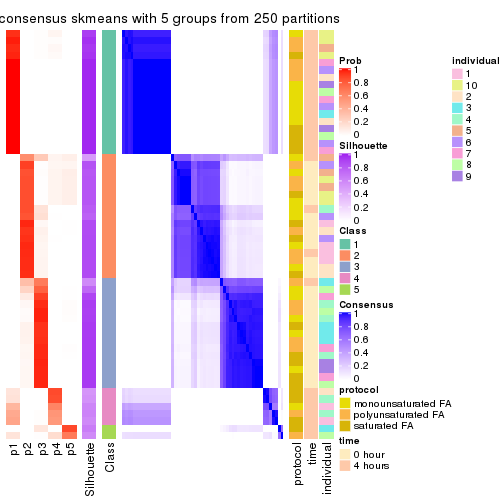 consensus skmeans with 5 groups from 250 partitions
Prob
1
0.8
0.6
0.4
0.2
0
Silhouette
1
0.8
0.6
0.4
0.2
0
Class
1
2
3
4
5
Consensus
1
0.8
0.6
0.4
0.2
0
protocol
monounsaturated FA
polyunsaturated FA
saturated FA
time
0 hour
4 hours
individual
1
10
2
3
4
5
6
7
8
9
p1
p2
p3
p4
p5
Silhouette
Class
protocol
time
individual